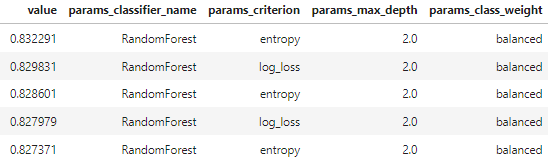 value params_classifier_name params_criterion params_max_depth params_class_weight
0.832291 RandomForest entropy 2.0 balanced
0.829831 RandomForest log_loss 2.0 balanced
0.828601 RandomForest entropy 2.0 balanced
0.827979 RandomForest log_loss 2.0 balanced
0.827371 RandomForest entropy 2.0 balanced